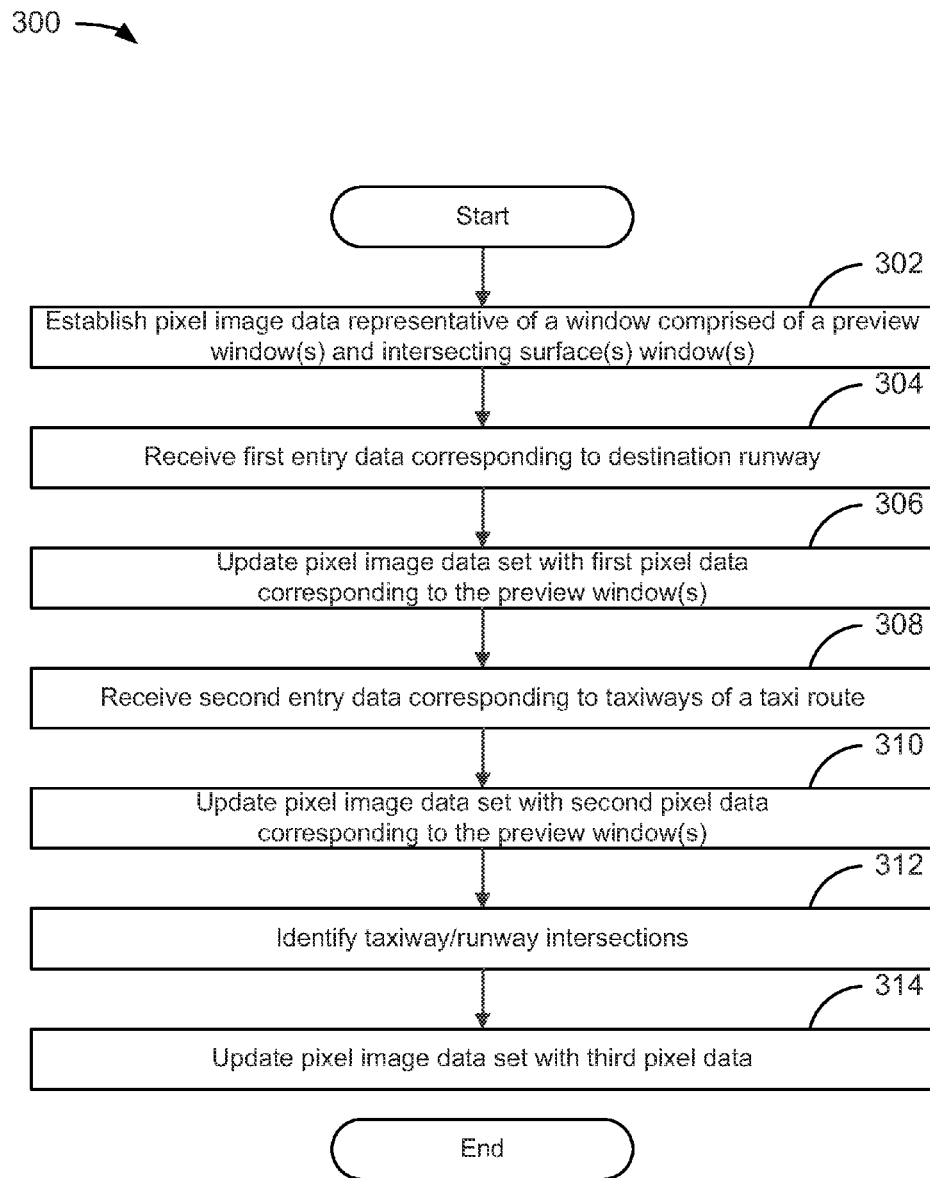 300
Start
302
Establish pixel image data representative of a window comprised of a preview
window(s) and intersecting surface(s) window(s)
304
Receive first entry data corresponding to destination runway
306
Update pixel image data set with first pixel data
corresponding to the preview window(s)
308
Receive second entry data corresponding to taxiways of a taxi route
310
Update pixel image data set with second pixel data
corresponding to the preview window(s)
312
Identify taxiway/runway intersections
314
Update pixel image data set with third pixel data
End